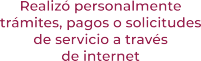 Realizó personalmente
trámites, pagos o solicitudes
de servicio a través
de internet